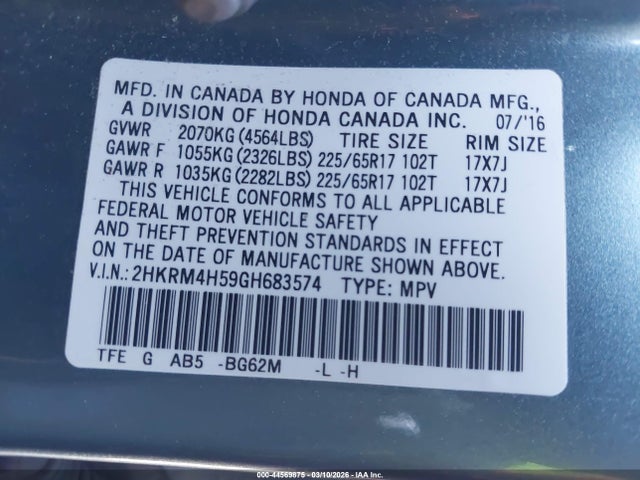 MFD. IN CANADA BY HONDA OF CANADA MFG.,
A DIVISION OF HONDA CANADA INC. 07/'16
GVWR 2070KG(4564LBS) TIRE SIZE RIM SIZE
GAWR F 1055KG(2326LBS) 225/65R17 102T 17X7J
GAWR R 1035KG(2282LBS) 225/65R17 102T 17X7J
THIS VEHICLE CONFORMS TO ALL APPLICABLE
FEDERAL MOTOR VEHICLE SAFETY
AND THEFT PREVENTION STANDARDS IN EFFECT
ON THE DATE OF MANUFACTURE SHOWN ABOVE.
V.I.N.: 2HKRM4H59GH683574 TYPE: MPV
TFE G AB5 -BG62M -L -H
000-44569875 - 03/10/2026 - IAA Inc.